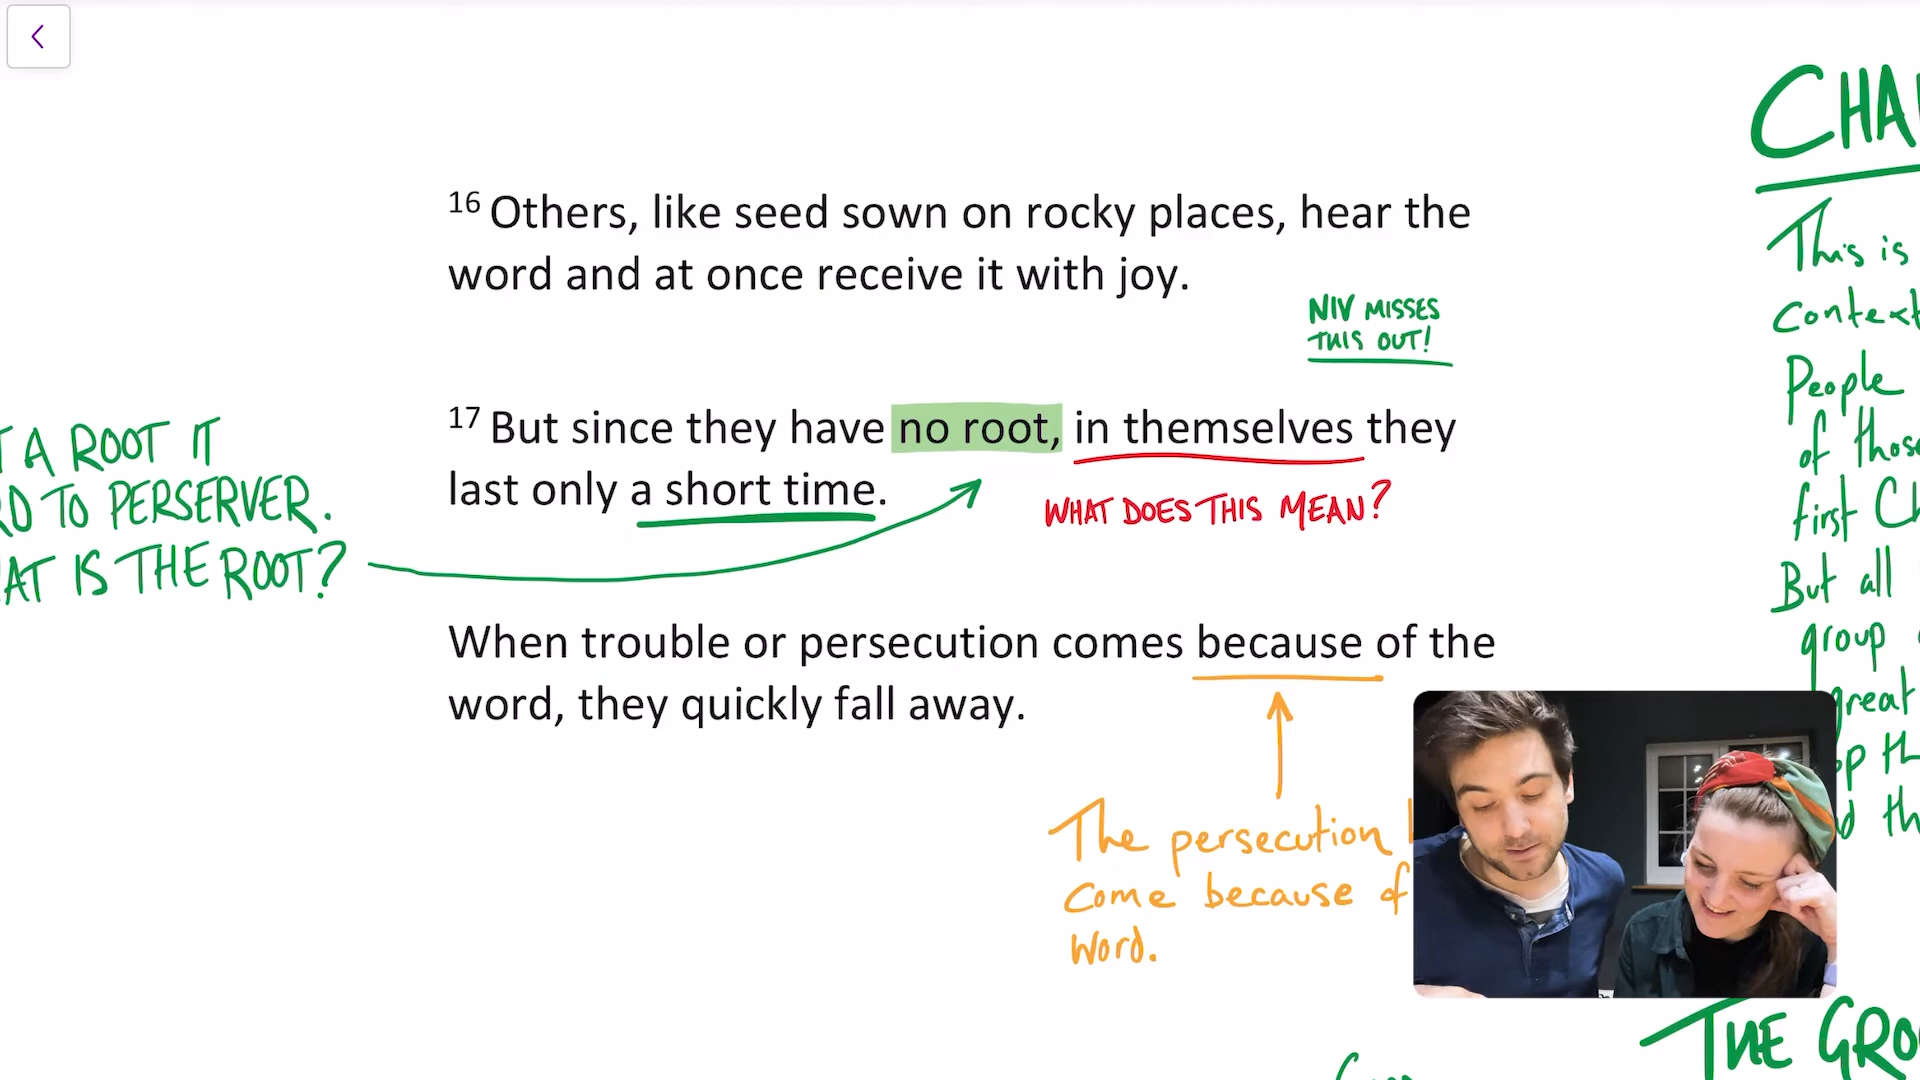 16 Others, like seed sown on rocky places, hear the
word and at once receive it with joy.
NIV MISSES
THIS OUT!
17 But since they have no root, in themselves they
last only a short time.
WHAT DOES THIS MEAN?
A ROOT IT
TO PERSERVER.
IS THE ROOT?
When trouble or persecution comes because of the
word, they quickly fall away.
The persecution
come because of
word.
This is
context
People
of those
first
But all
group
great
THE